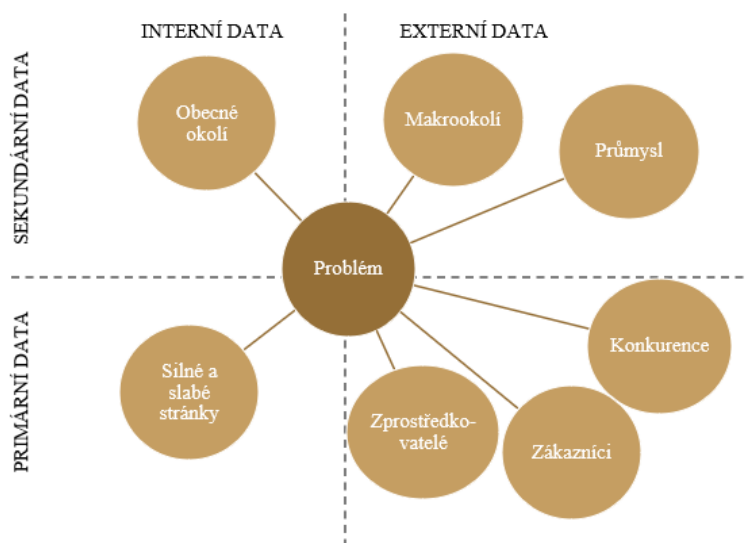 INTERNÍ DATA
EXTERNÍ DATA
SEKUNDÁRNÍ DATA
Obecné
okolí
Makrookolí
Průmysl
Problém
PRIMÁRNÍ DATA
Silné a
slabé
stránky
Zprostředko-
vatelé
Zákazníci
Konkurence